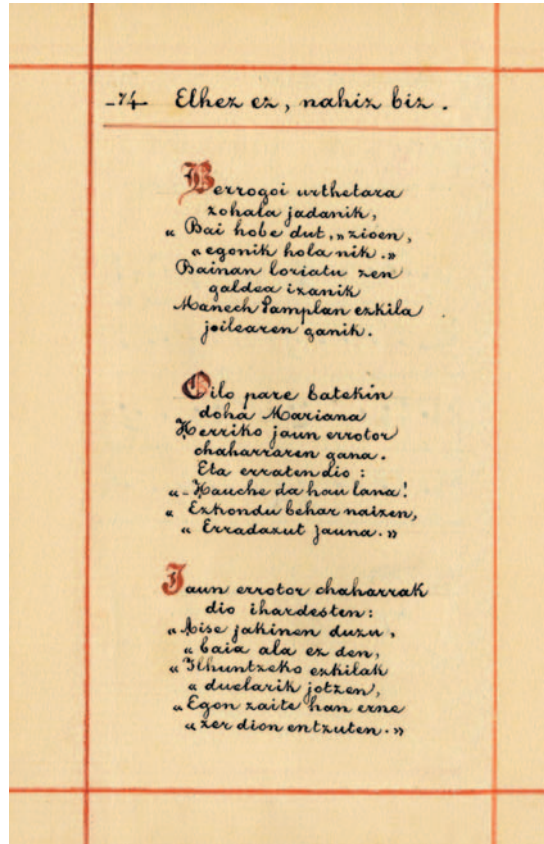 -74- Elhez ez, nahiz biz.
Berrogoi urthetara
zohala jadanik,
« Bai hobe dut, » zioen,
« egonik hola nik. »
Bainan loriatu zen
galdea izanik
Manech Pamplan ezkila
joilearen ganik.
Oilo pare batekin
doha Mariana
Herriko jaun errotor
chaharraren gana.
Eta erraten dio :
« - Hauche da hau lana!
« Ezkondu behar naizen,
« Erradazut Jauna. »
Jaun errotor chaharrak
dio ihardesten:
« Aise jakinen duzu,
« baia ala ez den,
« Ilhuntzeko ezkilak
« duelarik jotzen,
« Egon zaite han erne
« zer dion entzuten. »